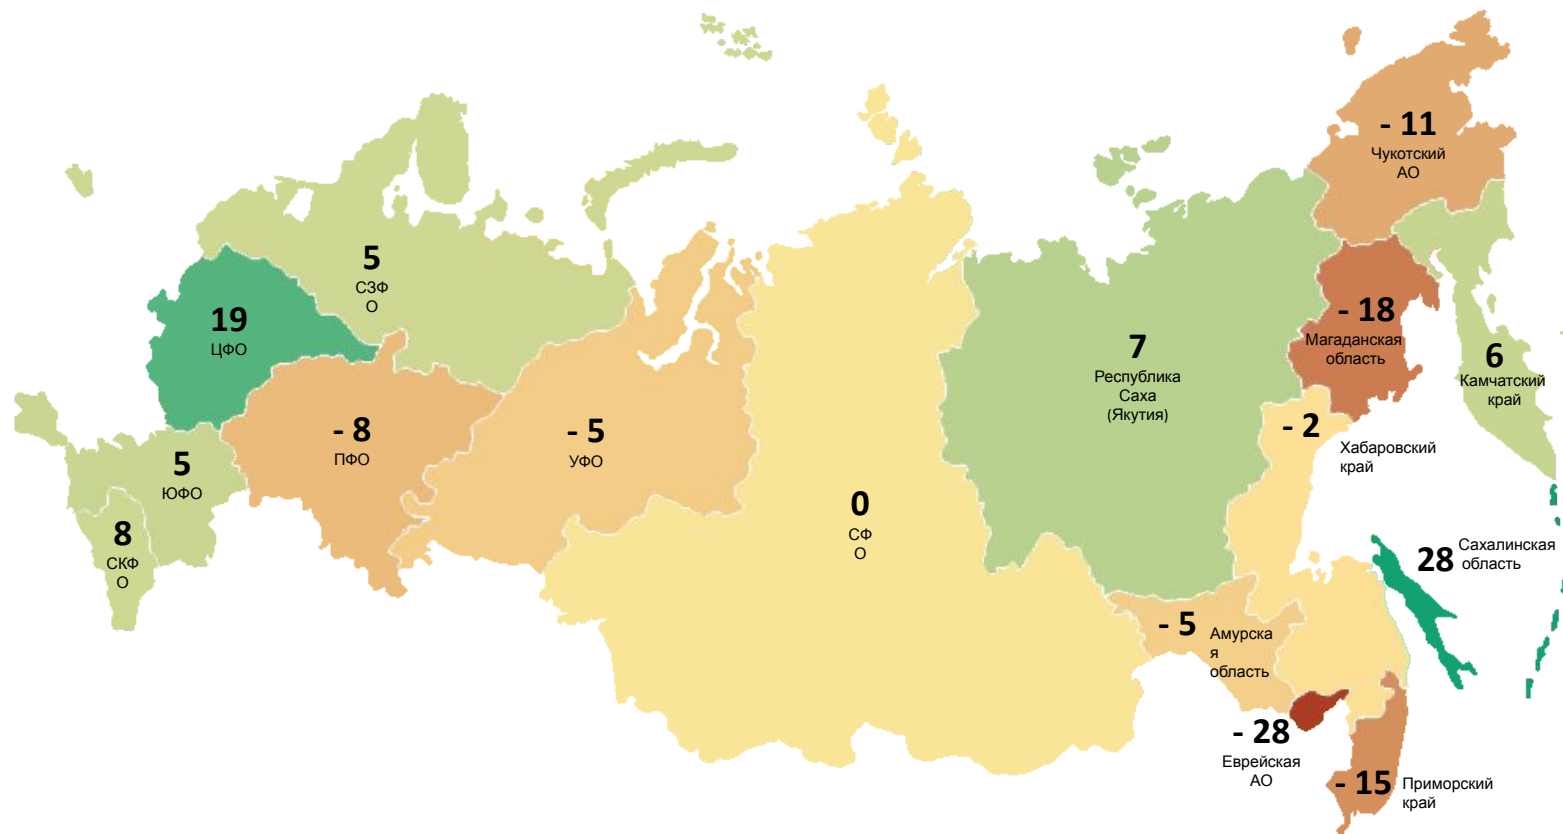 - 11
Чукотский
АО
5
СЗФ
О
19
ЦФО
- 18
Магаданская
область
7
Республика
Саха
(Якутия)
6
Камчатский
край
- 8
ПФО
- 5
УФО
- 2
Хабаровский
край
5
ЮФО
8
СКФ
О
0
СФ
О
28
Сахалинская
область
- 5
Амурска
я
область
- 28
Еврейская
АО
- 15
Приморский
край